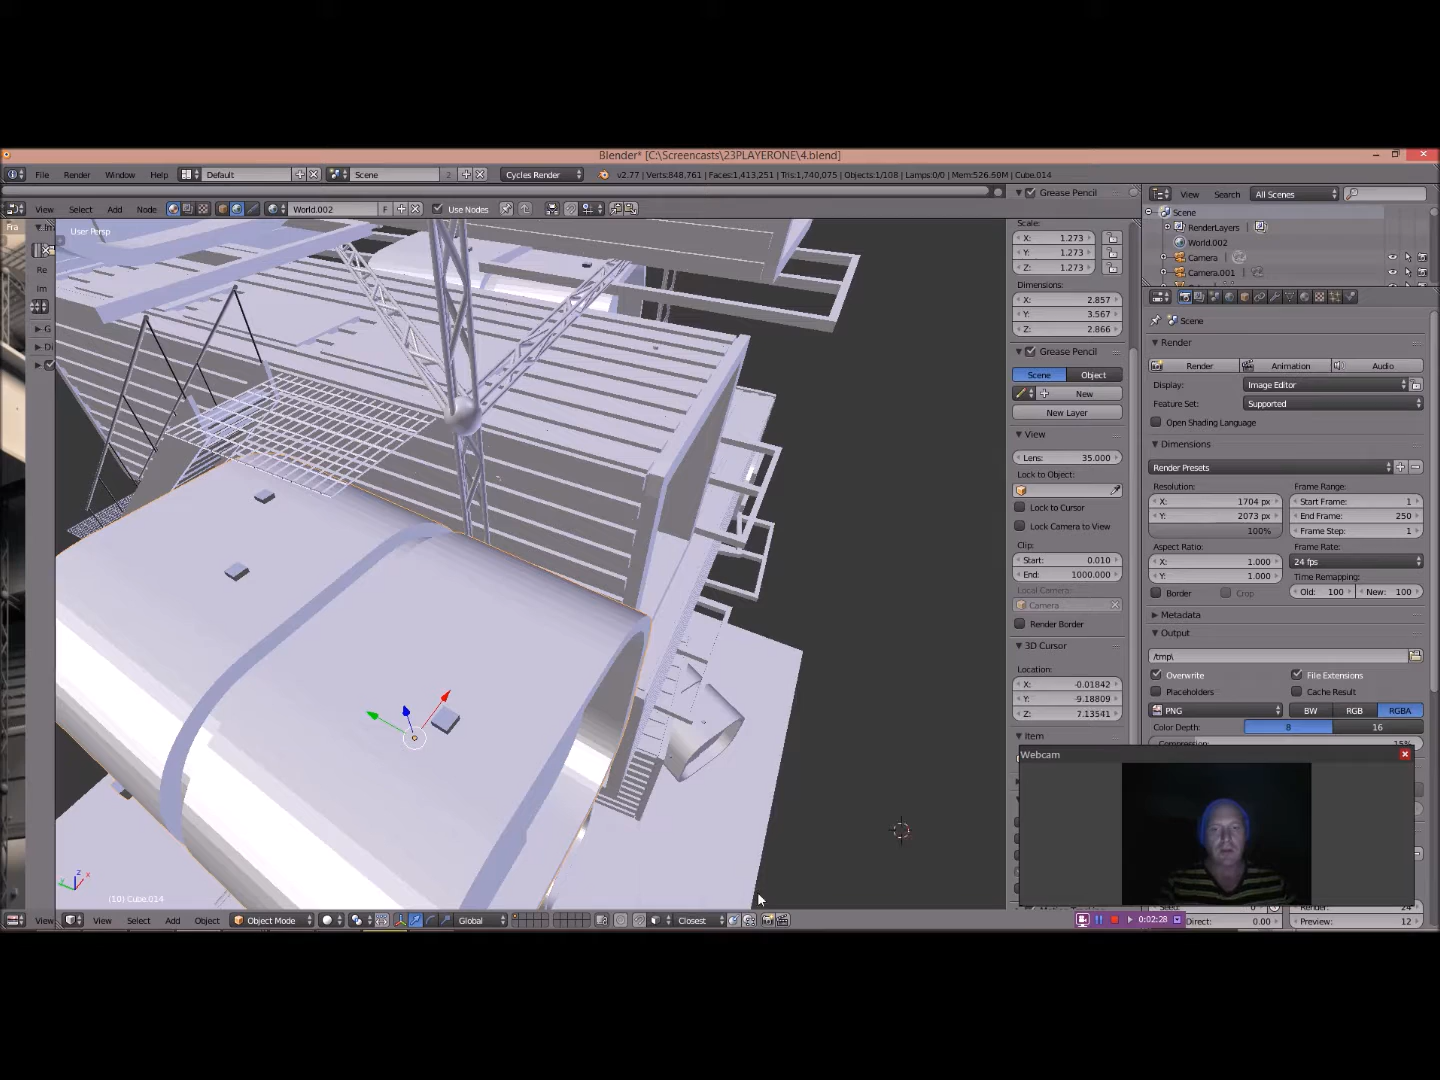 Blender* [C:\Screencasts\23PLAYERONE\4.blend]
File Render Window Help Default Scene 2 Cycles Render v2.77 | Verts:848,761 | Faces:1,413,251 | Tris:1,740,075 | Objects:1/108 | Lamps:0/0 | Mem:526.60M | Cube.014
Grease Pencil
View Search All Scenes
View Select Add Node World.002 F Use Nodes
Scene
Fra
Scale:
RenderLayers
User Persp
X: 1.273
World.002
Y: 1.273
Camera
Re
Z: 1.273
Camera.001
Dimensions:
Im
X: 2.857
Y: 3.567
Scene
Z: 2.866
Render
Grease Pencil
Render Animation Audio
Scene Object
Display: Image Editor
New
Feature Set: Supported
New Layer
Open Shading Language
View
Dimensions
Lens: 35.000
Render Presets
Lock to Object:
Resolution: Frame Range:
X: 1704 px Start Frame: 1
Lock to Cursor
Y: 2073 px End Frame: 250
Lock Camera to View
100% Frame Step: 1
Clip:
Aspect Ratio: Frame Rate:
Start: 0.010
X: 1.000 24 fps
End: 1000.000
Y: 1.000 Time Remapping:
Local Camera:
Border Crop Old: 100 New: 100
Camera
Render Border
Metadata
3D Cursor
Output
Location:
/tmp\
X: -0.01842
Overwrite File Extensions
Y: -9.18809
Placeholders Cache Result
Z: 7.13541
PNG BW RGB RGBA
Item
Color Depth: 8 16
Compression: 15%
Webcam
(10) Cube.014
View Select Add Object Object Mode Global Closest
0:02:28
Direct: 0.00 Preview: 12